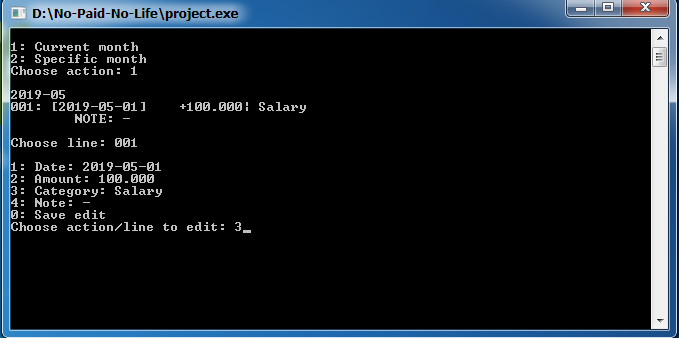 D:\No-Paid-No-Life\project.exe
1: Current month
2: Specific month
Choose action: 1
2019-05
001: [2019-05-01]    +100.000¦ Salary
NOTE: -
Choose line: 001
1: Date: 2019-05-01
2: Amount: 100.000
3: Category: Salary
4: Note: -
0: Save edit
Choose action/line to edit: 3_